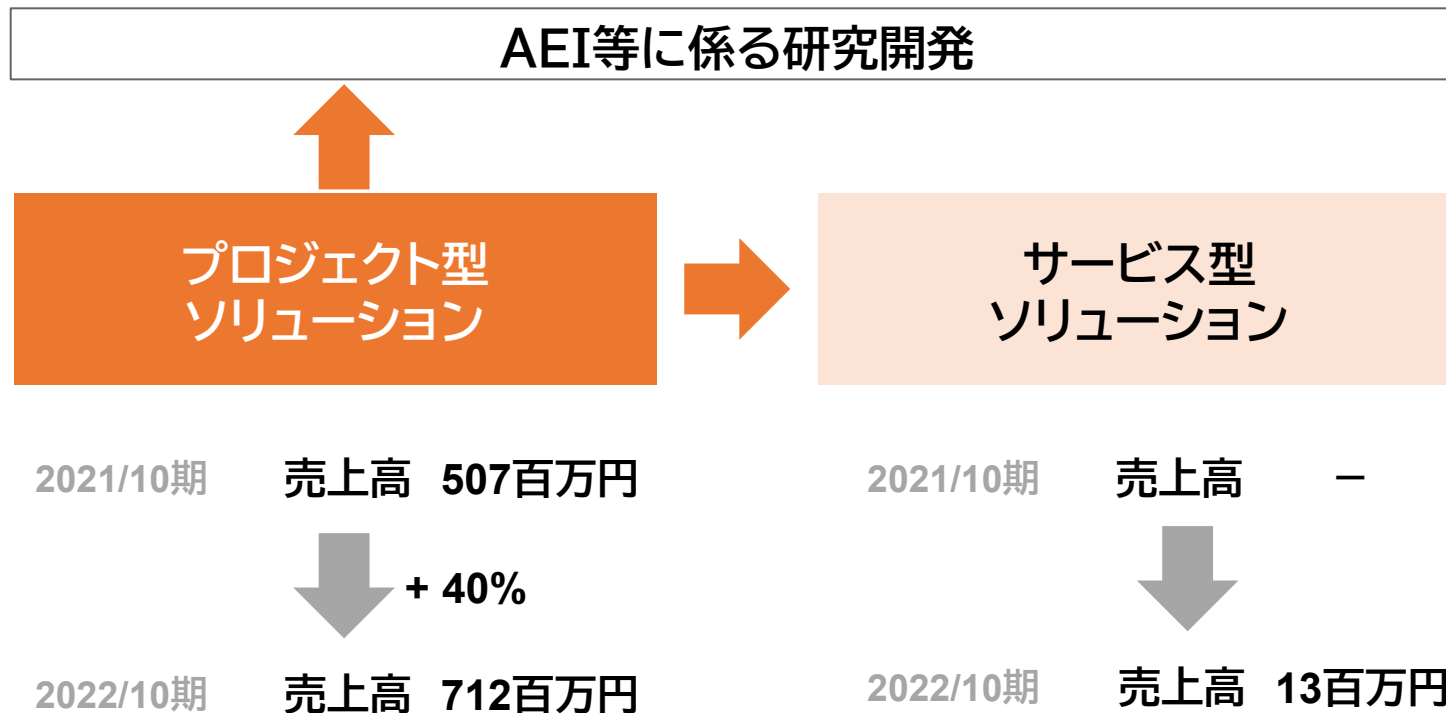 AEI等に係る研究開発
プロジェクト型
ソリューション
サービス型
ソリューション
2021/10期 売上高 507百万円
+ 40%
2022/10期 売上高 712百万円
2021/10期 売上高 －
2022/10期 売上高 13百万円